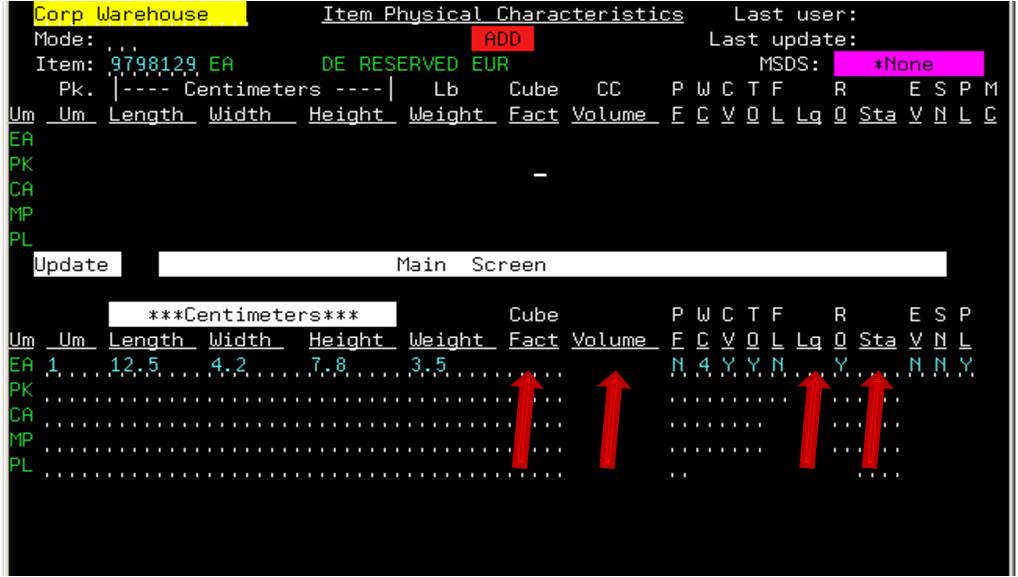 Corp Warehouse Item Physical Characteristics Last user:
Mode: ADD Last update:
Item: 9798129 EA DE RESERVED EUR MSDS: *None
Pk. |---- Centimeters ----| Lb Cube CC P W C T F R E S P M
Um Um Length Width Height Weight Fact Volume F C V O L Lq O Sta V N L C
EA
PK
CA
MP
PL
Update Main Screen
***Centimeters*** Cube P W C T F R E S P
Um Um Length Width Height Weight Fact Volume F C V O L Lq O Sta V N L
EA 1 12.5 4.2 7.8 3.5 N 4 Y Y N Y N N Y
PK
CA
MP
PL